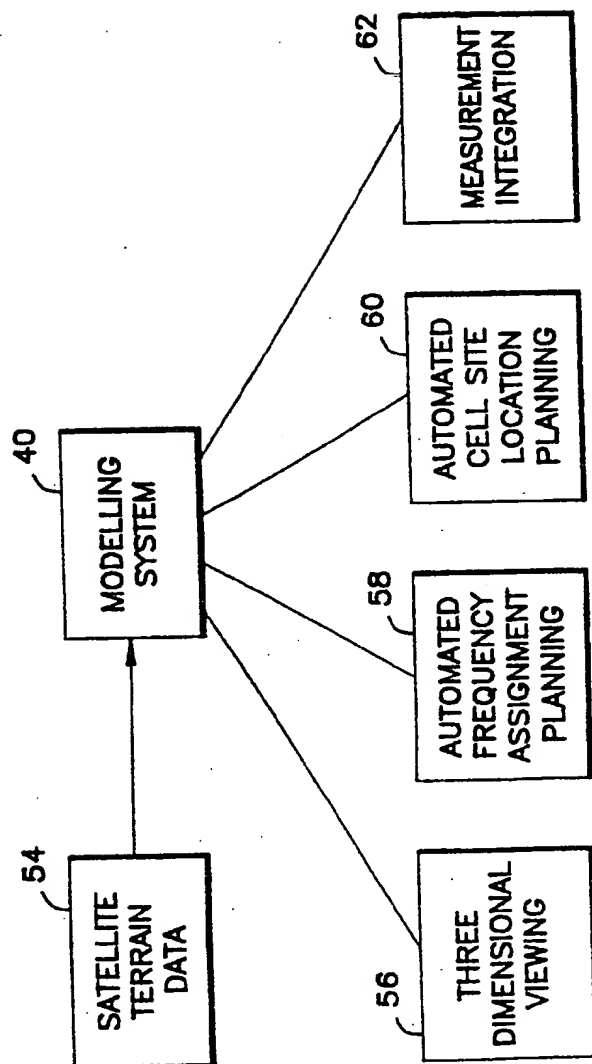 54
SATELLITE
TERRAIN
DATA
40
MODELLING
SYSTEM
56
THREE
DIMENSIONAL
VIEWING
58
AUTOMATED
FREQUENCY
ASSIGNMENT
PLANNING
60
AUTOMATED
CELL SITE
LOCATION
PLANNING
62
MEASUREMENT
INTEGRATION